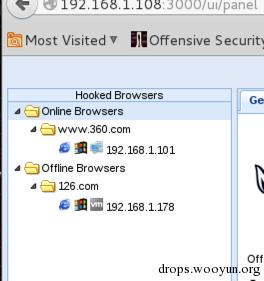 192.168.1.108:3000/ui/panel
Most Visited Offensive Security
Hooked Browsers
Ge
Online Browsers
www.360.com
192.168.1.101
Offline Browsers
126.com
vm 192.168.1.178
Off
drops.wooyun.org